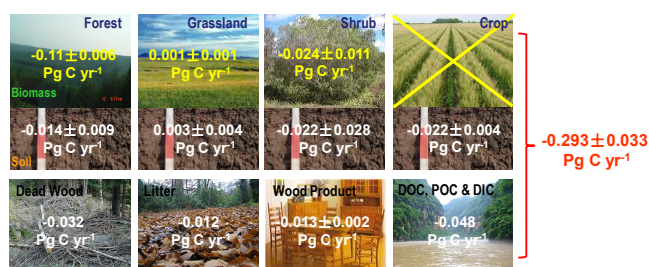 Forest
-0.11±0.006
Pg C yr-1
Biomass
Grassland
0.001±0.001
Pg C yr-1
Shrub
-0.024±0.011
Pg C yr-1
Crop
-0.014±0.009
Pg C yr-1
Soil
0.003±0.004
Pg C yr-1
-0.022±0.028
Pg C yr-1
-0.022±0.004
Pg C yr-1
Dead Wood
-0.032
Pg C yr-1
Litter
-0.012
Pg C yr-1
Wood Product
0.013±0.002
Pg C yr-1
DOC, POC & DIC
-0.048
Pg C yr-1
-0.293±0.033
Pg C yr-1